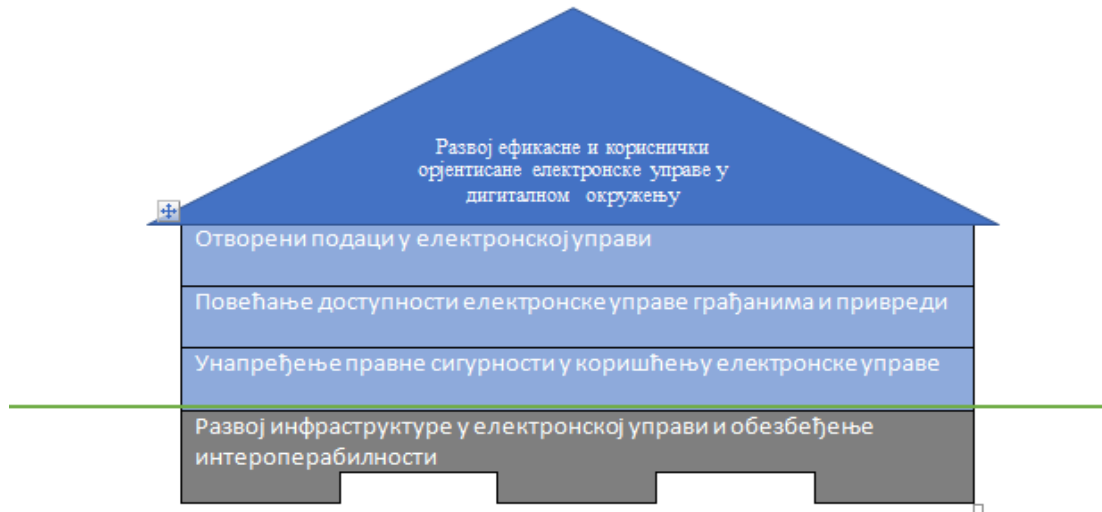 Развој ефикасне и кориснички
орјентисане електронске управе у
дигиталном окружењу
Отворени подаци у електронској управи
Повећање доступности електронске управе грађанима и привреди
Унапређење правне сигурности у коришћењу електронске управе
Развој инфраструктуре у електронској управи и обезбеђење
интероперабилности